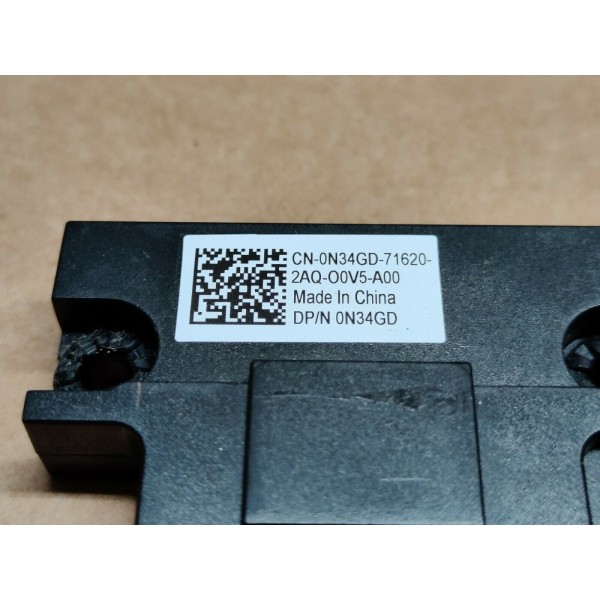 CN-0N34GD-71620-
2AQ-O0V5-A00
Made In China
DP/N 0N34GD